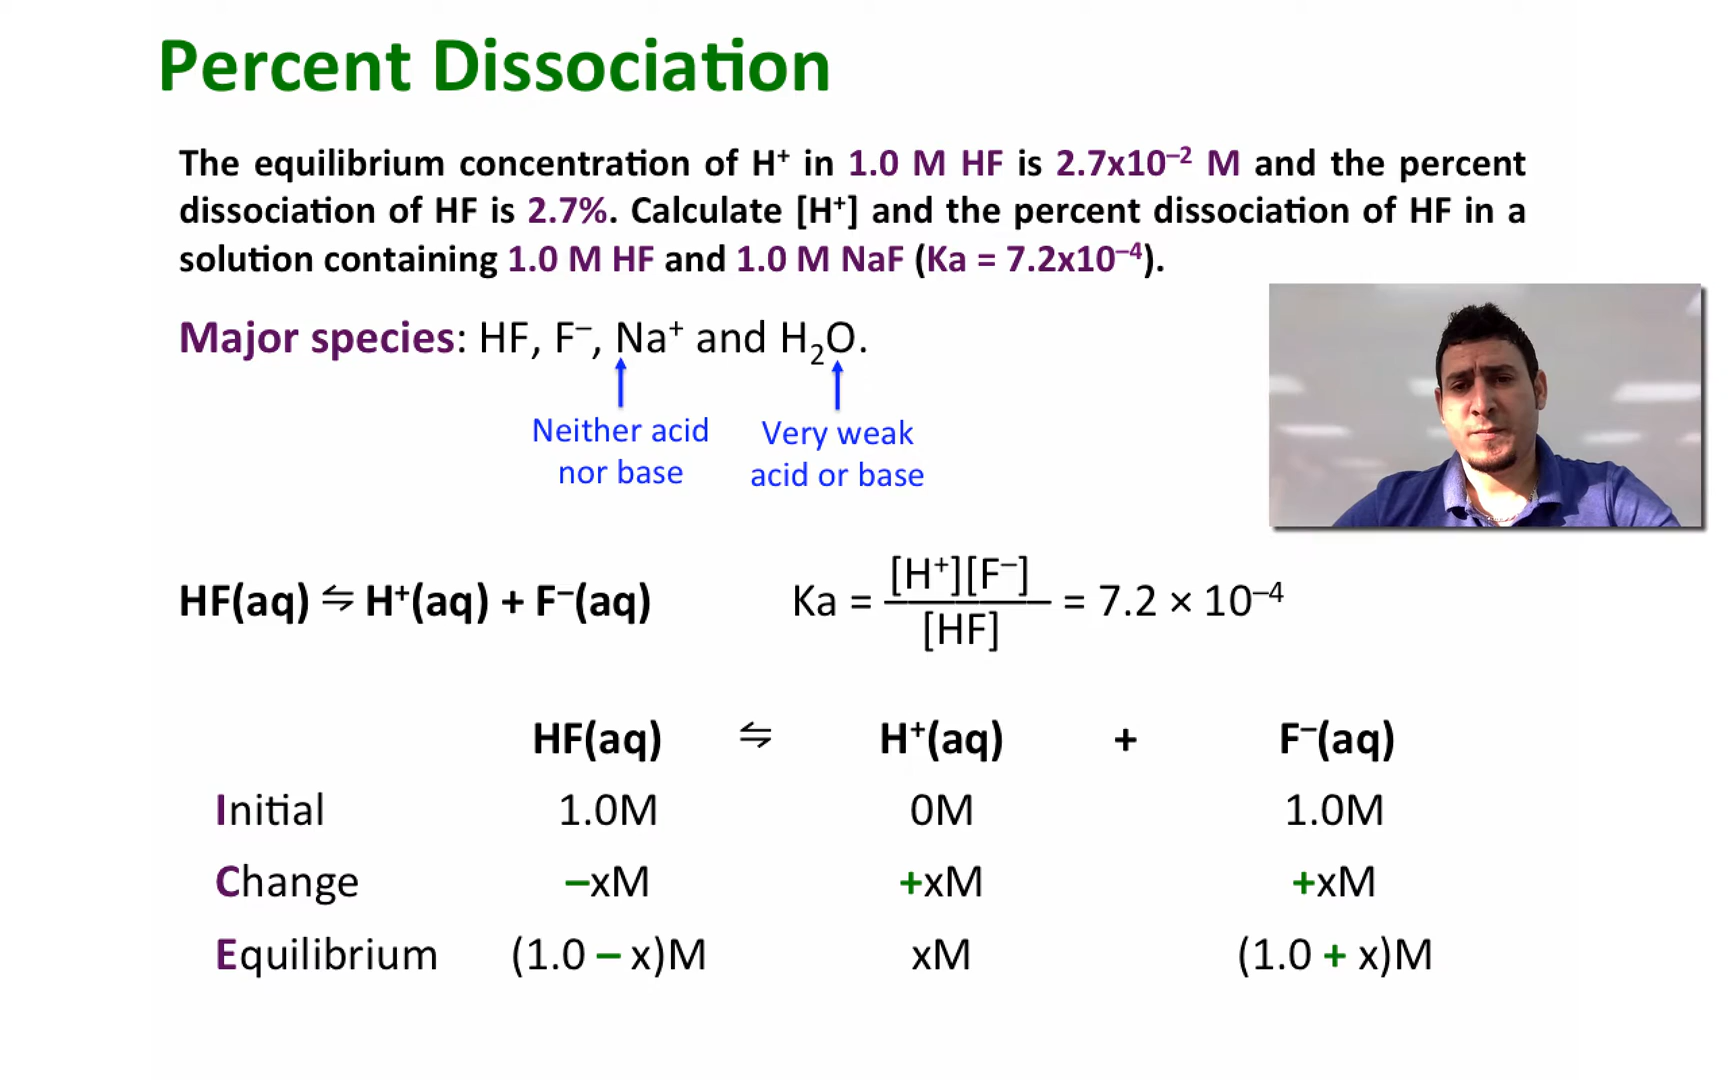 Percent Dissociation
The equilibrium concentration of H⁺ in 1.0 M HF is 2.7x10⁻² M and the percent
dissociation of HF is 2.7%. Calculate [H⁺] and the percent dissociation of HF in a
solution containing 1.0 M HF and 1.0 M NaF (Ka = 7.2x10⁻⁴).
Major species: HF, F⁻, Na⁺ and H₂O.
Neither acid
nor base
Very weak
acid or base
HF(aq) ⇋ H⁺(aq) + F⁻(aq)
Ka = [H⁺][F⁻] / [HF] = 7.2 × 10⁻⁴
HF(aq) ⇋ H⁺(aq) + F⁻(aq)
Initial 1.0M 0M 1.0M
Change –xM +xM +xM
Equilibrium (1.0 – x)M xM (1.0 + x)M